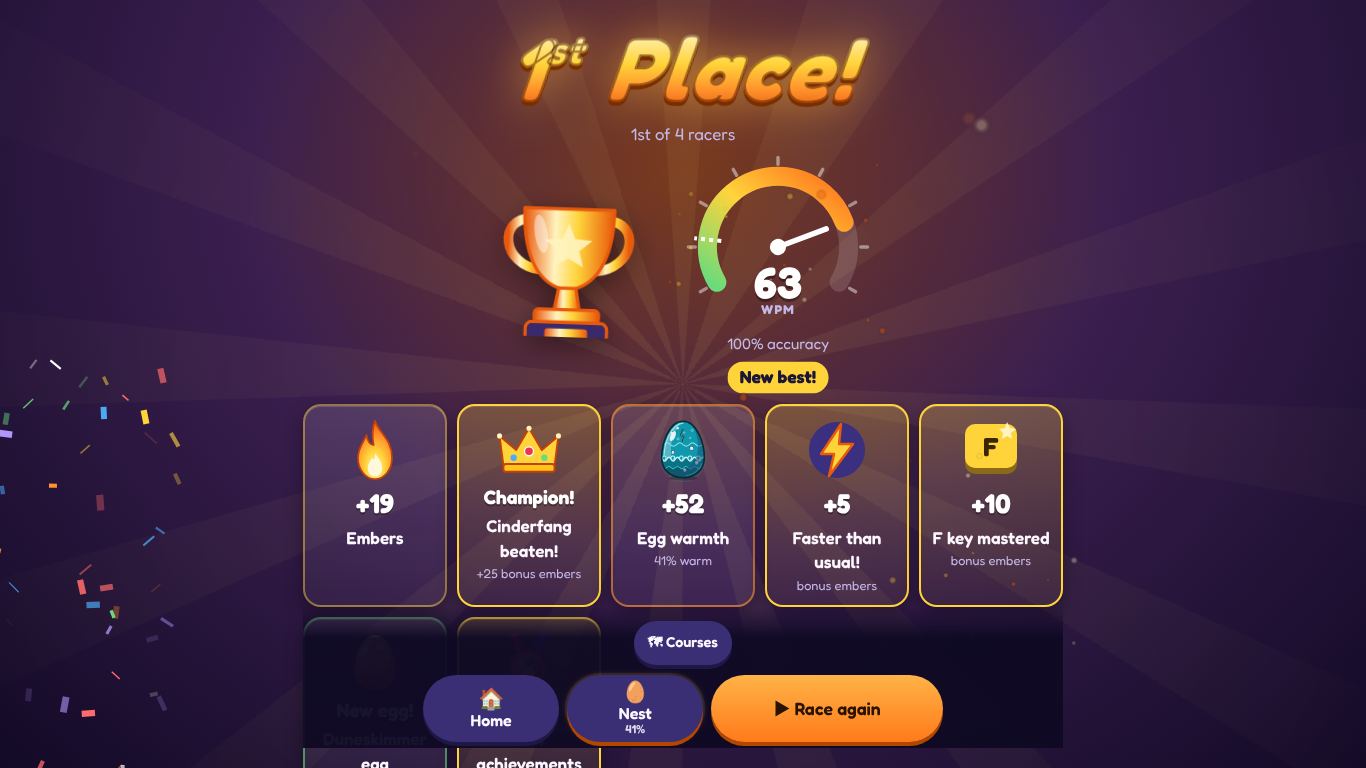 1st Place!
1st of 4 racers
63
WPM
100% accuracy
New best!
+19
Embers
Champion!
Cinderfang
beaten!
+25 bonus embers
+52
Egg warmth
41% warm
+5
Faster than
usual!
bonus embers
F
+10
F key mastered
bonus embers
New egg!
Duneskimmer
egg
achievements
🗺 Courses
🏠
Home
🥚
Nest
41%
▶ Race again